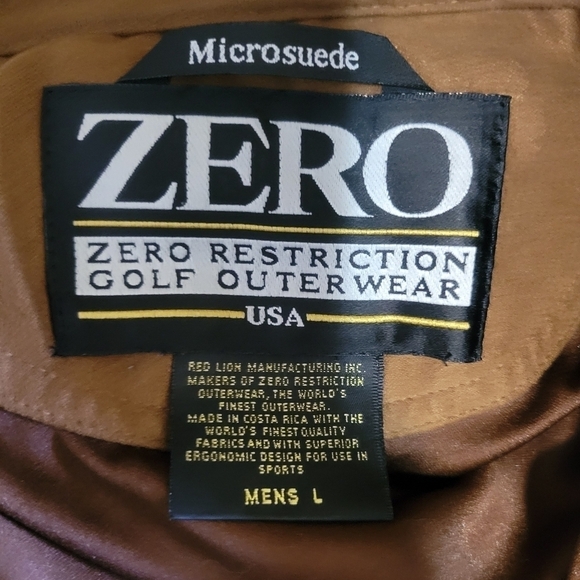 Microsuede
ZERO
ZERO RESTRICTION
GOLF OUTERWEAR
USA
RED LION MANUFACTURING INC.
MAKERS OF ZERO RESTRICTION
OUTERWEAR, THE WORLD'S
FINEST OUTERWEAR.
MADE IN COSTA RICA WITH THE
WORLD'S FINEST QUALITY
FABRICS AND WITH SUPERIOR
ERGONOMIC DESIGN FOR USE IN
SPORTS
MENS L